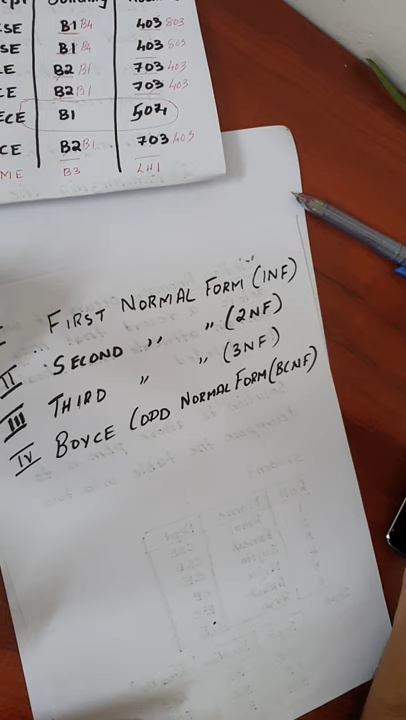 Building
SE B1 B4 403 803
SE B1 B4 403 803
E B2 B1 703 403
E B2 B1 703 403
ECE B1 507
CE B2 B1 703 403
ME B3 LH1
I FIRST NORMAL FORM (1NF)
II SECOND " " (2NF)
III THIRD " " (3NF)
IV BOYCE CODD NORMAL FORM (BCNF)